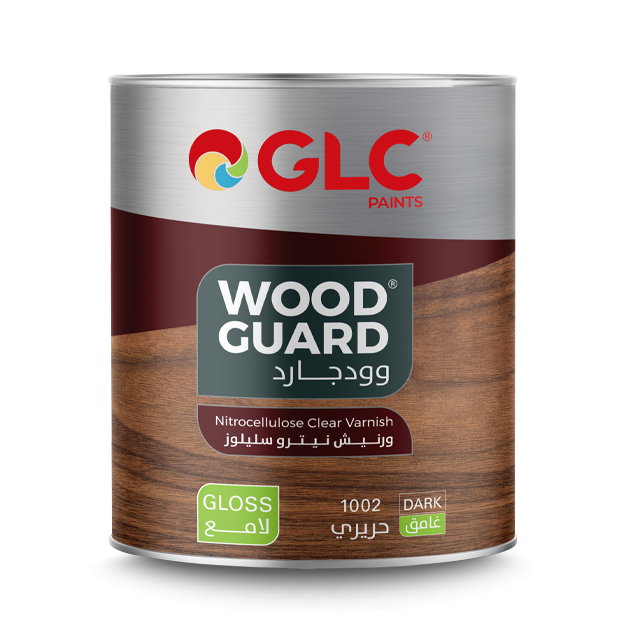 GLC®
PAINTS
WOOD®
GUARD
وودجارد
Nitrocellulose Clear Varnish
ورنيش نيترو سليلوز
GLOSS
لامع
1002
حريري
DARK
غامق